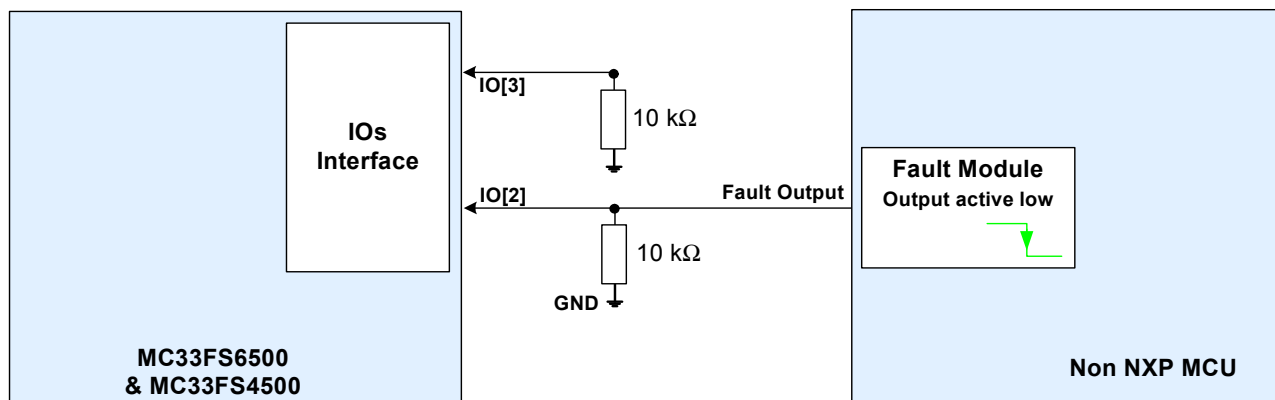 IOs
Interface
IO[3]
10 kΩ
IO[2]
10 kΩ
GND
Fault Output
Fault Module
Output active low
MC33FS6500
& MC33FS4500
Non NXP MCU